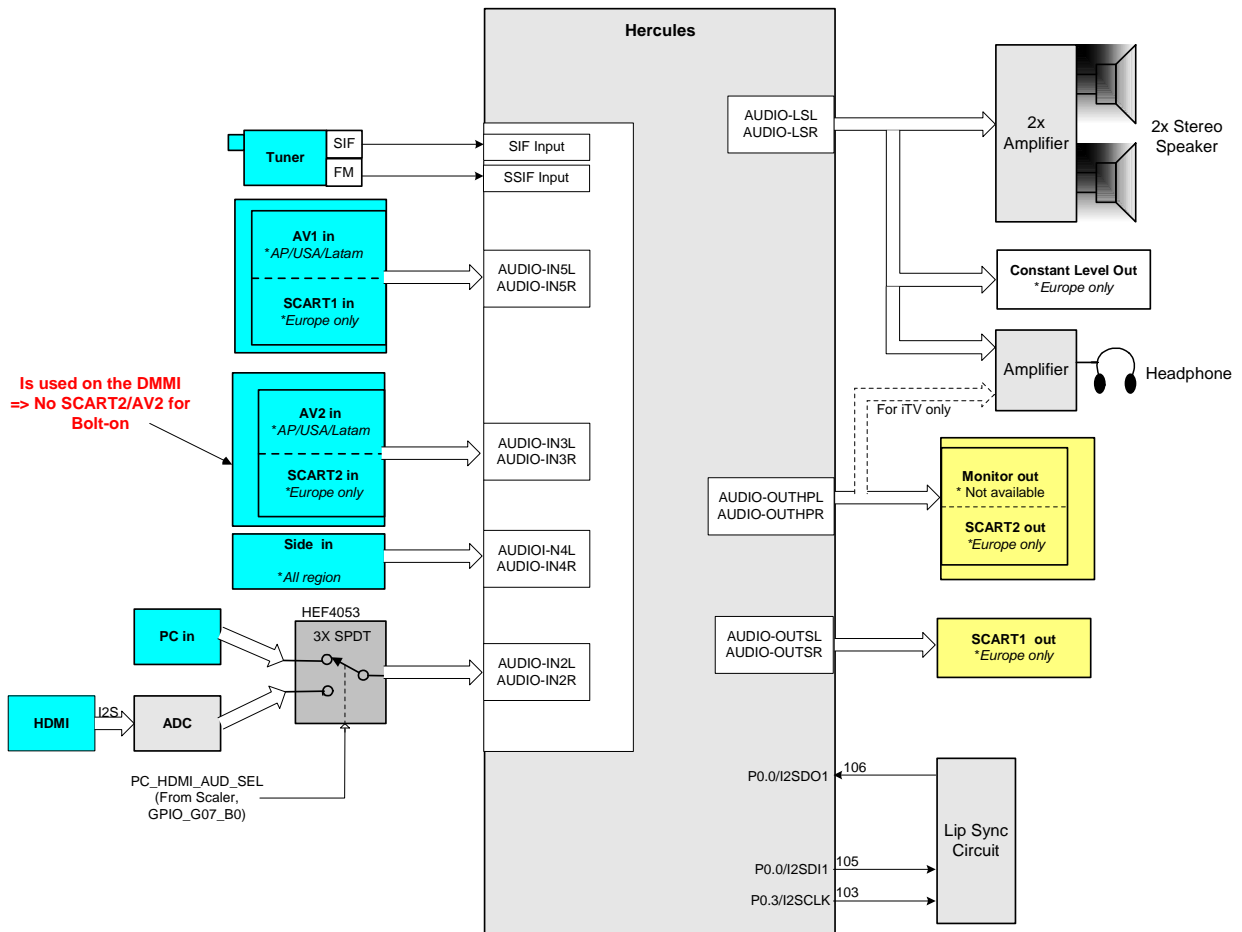 Hercules
Tuner
SIF
FM
SIF Input
SSIF Input
AV1 in
*AP/USA/Latam
SCART1 in
*Europe only
AUDIO-IN5L
AUDIO-IN5R
Is used on the DMMI
=> No SCART2/AV2 for
Bolt-on
AV2 in
*AP/USA/Latam
SCART2 in
*Europe only
AUDIO-IN3L
AUDIO-IN3R
Side in
*All region
AUDIOI-N4L
AUDIO-IN4R
HEF4053
3X SPDT
PC in
HDMI
I2S
ADC
AUDIO-IN2L
AUDIO-IN2R
PC_HDMI_AUD_SEL
(From Scaler,
GPIO_G07_B0)
AUDIO-LSL
AUDIO-LSR
2x
Amplifier
2x Stereo
Speaker
Constant Level Out
*Europe only
Amplifier
Headphone
For iTV only
AUDIO-OUTHPL
AUDIO-OUTHPR
Monitor out
* Not available
SCART2 out
*Europe only
AUDIO-OUTSL
AUDIO-OUTSR
SCART1 out
*Europe only
P0.0/I2SDO1
106
Lip Sync
Circuit
P0.0/I2SDI1
105
P0.3/I2SCLK
103